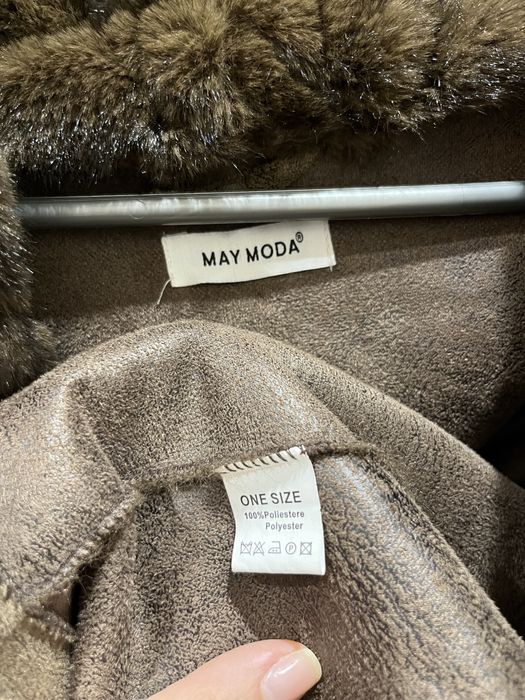 MAY MODA®
ONE SIZE
100%Poliestere
Polyester